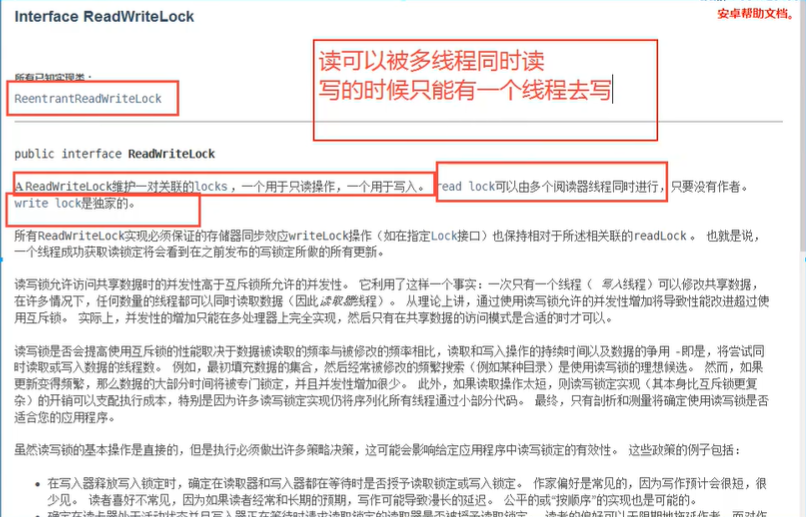 Interface ReadWriteLock
安卓帮助文档。
读可以被多线程同时读
写的时候只能有一个线程去写
所有已知实现类：
ReentrantReadWriteLock
public interface ReadWriteLock
A ReadWriteLock维护一对关联的locks ，一个用于只读操作，一个用于写入。 read lock可以由多个阅读器线程同时进行，只要没有作者。
write lock是独家的。
所有ReadWriteLock实现必须保证的存储器同步效应writeLock操作（如在指定Lock接口）也保持相对于所述相关联的readLock 。 也就是说，
一个线程成功获取读锁定将会看到在之前发布的写锁定所做的所有更新。
读写锁允许访问共享数据时的并发性高于互斥锁所允许的并发性。 它利用了这样一个事实：一次只有一个线程（ 写入线程）可以修改共享数据，
在许多情况下，任何数量的线程都可以同时读取数据（因此读取器线程）。 从理论上讲，通过使用读写锁允许的并发性增加将导致性能改进超过使
用互斥锁。 实际上，并发性的增加只能在多处理器上完全实现，然后只有在共享数据的访问模式是合适的时才可以。
读写锁是否会提高使用互斥锁的性能取决于数据被读取的频率与被修改的频率相比，读取和写入操作的持续时间以及数据的争用 -即是，将尝试同
时读取或写入数据的线程数。 例如，最初填充数据的集合，然后经常被修改的频繁搜索（例如某种目录）是使用读写锁的理想候选。 然而，如果
更新变得频繁，那么数据的大部分时间将被专门锁定，并且并发性增加很少。 此外，如果读取操作太短，则读写锁定实现（其本身比互斥锁更复
杂）的开销可以支配执行成本，特别是因为许多读写锁定实现仍将序列化所有线程通过小部分代码。 最终，只有剖析和测量将确定使用读写锁是否
适合您的应用程序。
虽然读写锁的基本操作是直接的，但是执行必须做出许多策略决策，这可能会影响给定应用程序中读写锁定的有效性。 这些政策的例子包括：
• 在写入器释放写入锁定时，确定在读取器和写入器都在等待时是否授予读取锁定或写入锁定。 作家偏好是常见的，因为写作预计会很短，很
少见。 读者喜好不常见，因为如果读者经常和长期的预期，写作可能导致漫长的延迟。 公平的或“按顺序”的实现也是可能的。